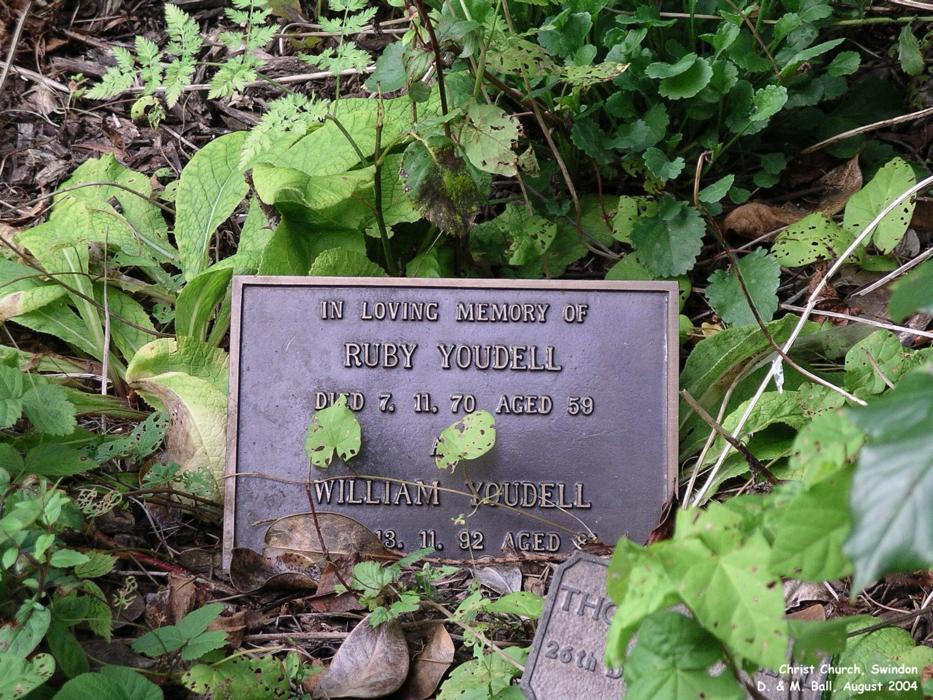 IN LOVING MEMORY OF
RUBY YOUDELL
DIED 7. 11. 70 AGED 59
WILLIAM YOUDELL
13. 11. 92 AGED
26th
Christ Church, Swindon
D. & M. Ball, August 2004